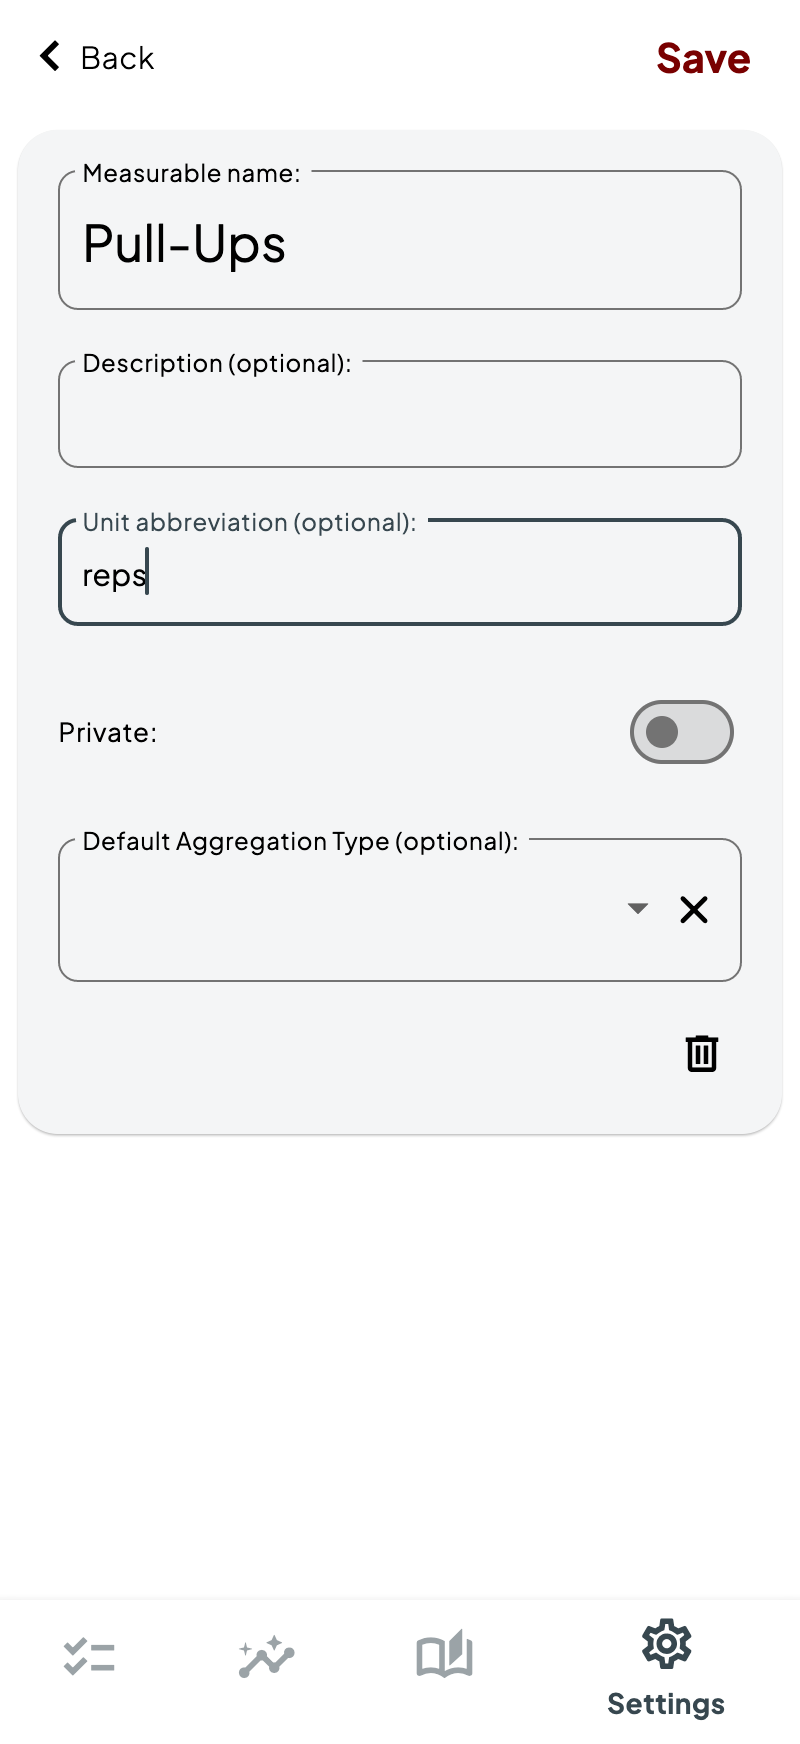 Back
Save
Measurable name:
Pull-Ups
Description (optional):
Unit abbreviation (optional):
reps
Private:
Default Aggregation Type (optional):
Settings